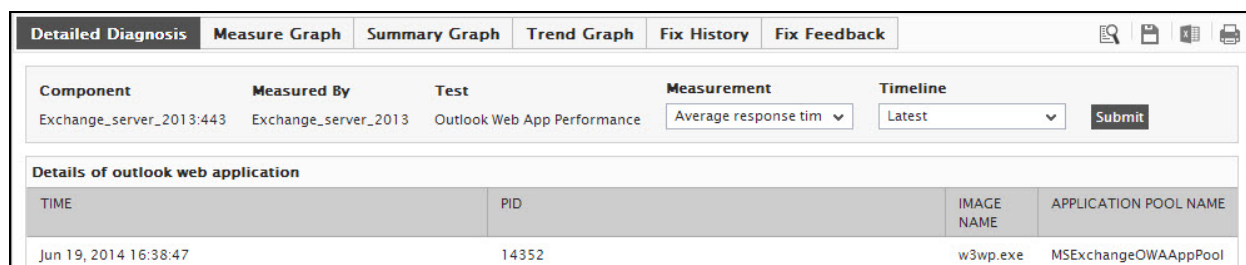 Detailed Diagnosis Measure Graph Summary Graph Trend Graph Fix History Fix Feedback
Component Measured By Test Measurement Timeline
Exchange_server_2013:443 Exchange_server_2013 Outlook Web App Performance Average response tim Latest Submit
Details of outlook web application
TIME PID IMAGE NAME APPLICATION POOL NAME
Jun 19, 2014 16:38:47 14352 w3wp.exe MSExchangeOWAAppPool